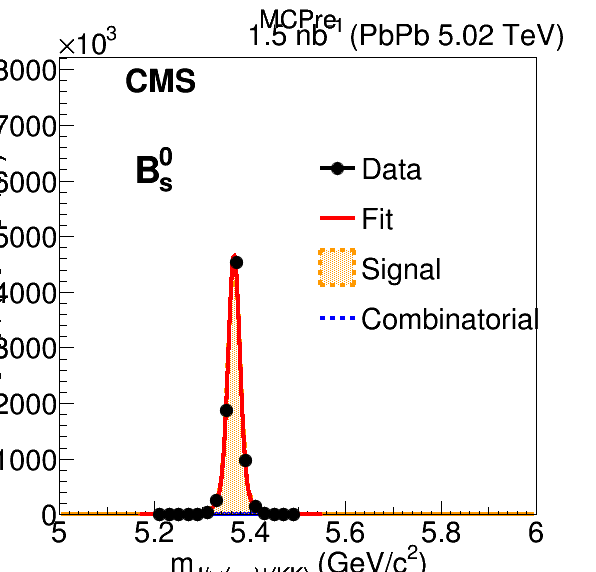 MCPre
×10³
1.5 nb⁻¹ (PbPb 5.02 TeV)
8000
CMS
7000
B⁰ₛ
Data
6000
Fit
5000
Signal
4000
Combinatorial
3000
2000
1000
0
5 5.2 5.4 5.6 5.8 6
(GeV/c²)